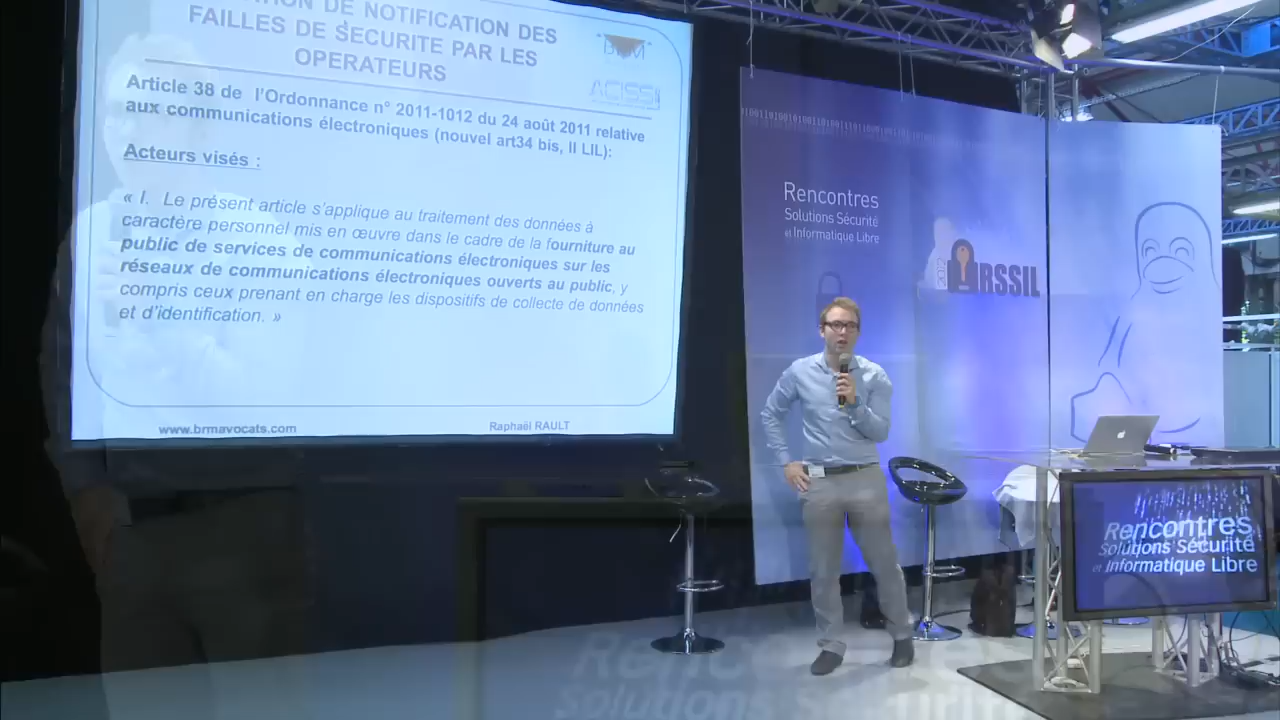 DE NOTIFICATION DES
FAILLES DE SECURITE PAR LES
OPERATEURS
ACISSI
Article 38 de l’Ordonnance n° 2011-1012 du 24 août 2011 relative
aux communications électroniques (nouvel art34 bis, II LIL):
Acteurs visés :
« I. Le présent article s’applique au traitement des données à
caractère personnel mis en œuvre dans le cadre de la fourniture au
public de services de communications électroniques sur les
réseaux de communications électroniques ouverts au public, y
compris ceux prenant en charge les dispositifs de collecte de données
et d’identification. »
www.brmavocats.com
Raphaël RAULT
Rencontres
Solutions Sécurité
et Informatique Libre
2012
RSSIL
Rencontres
Solutions Sécurité
et Informatique Libre